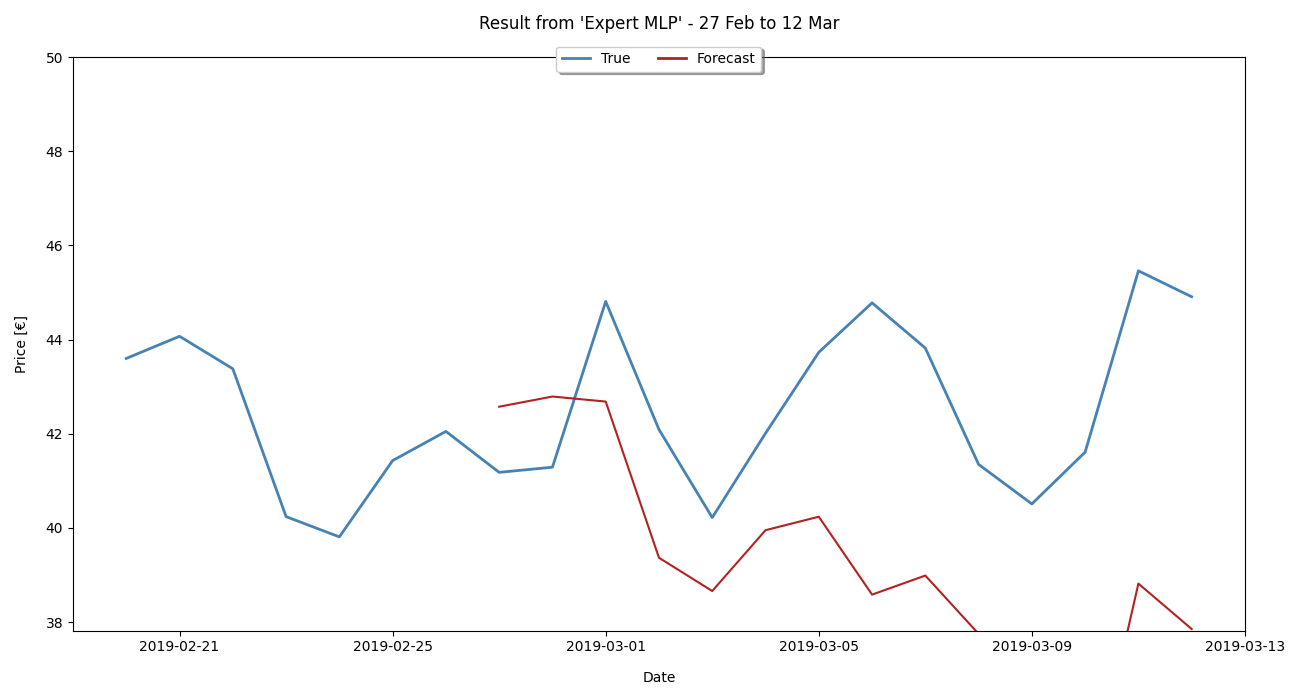 Result from 'Expert MLP' - 27 Feb to 12 Mar
True Forecast
50
48
46
44
42
40
38
Price [€]
2019-02-21 2019-02-25 2019-03-01 2019-03-05 2019-03-09 2019-03-13
Date